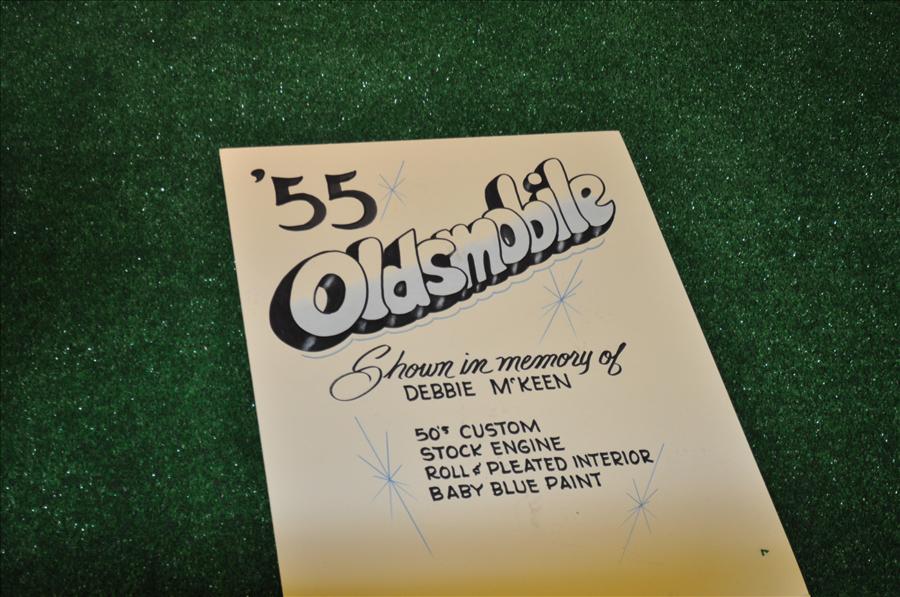 '55
Oldsmobile
Shown in memory of
DEBBIE McKEEN
50's CUSTOM
STOCK ENGINE
ROLL & PLEATED INTERIOR
BABY BLUE PAINT